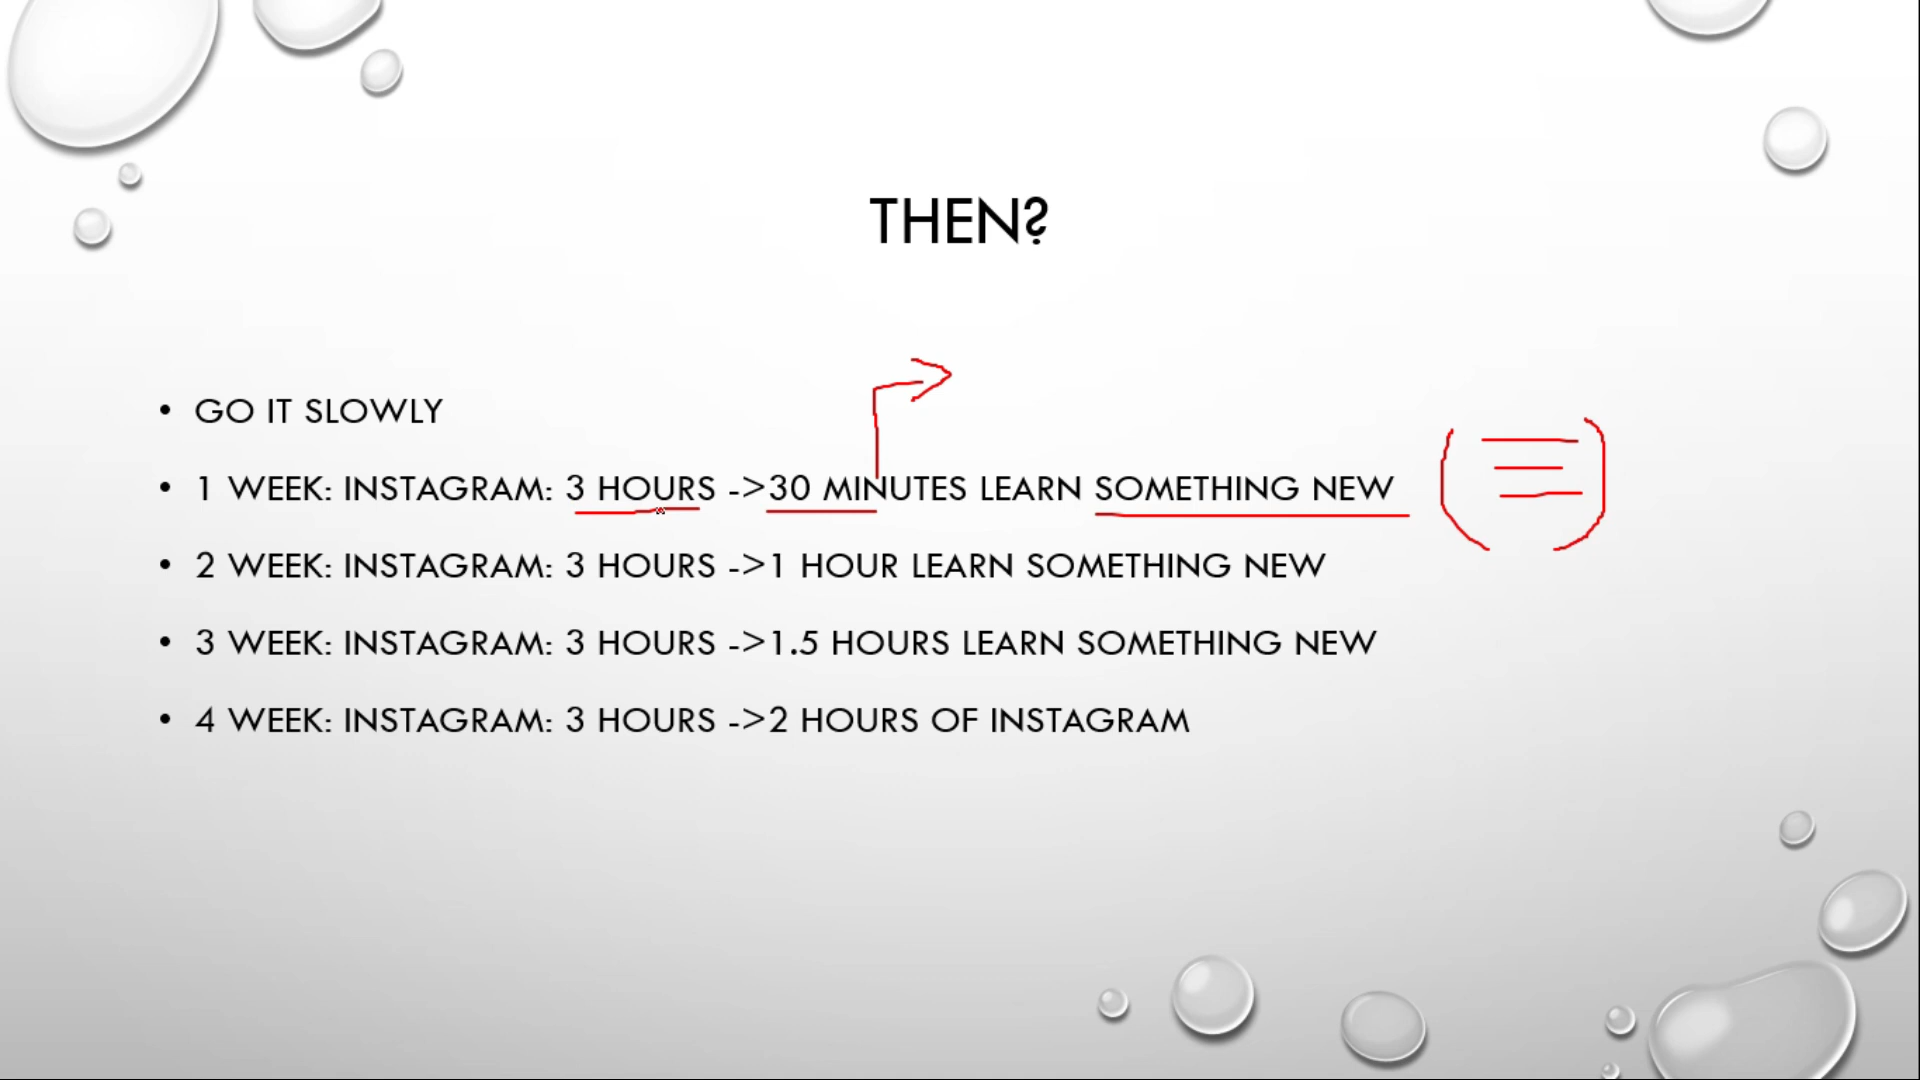 THEN?
• GO IT SLOWLY
• 1 WEEK: INSTAGRAM: 3 HOURS ->30 MINUTES LEARN SOMETHING NEW
• 2 WEEK: INSTAGRAM: 3 HOURS ->1 HOUR LEARN SOMETHING NEW
• 3 WEEK: INSTAGRAM: 3 HOURS ->1.5 HOURS LEARN SOMETHING NEW
• 4 WEEK: INSTAGRAM: 3 HOURS ->2 HOURS OF INSTAGRAM